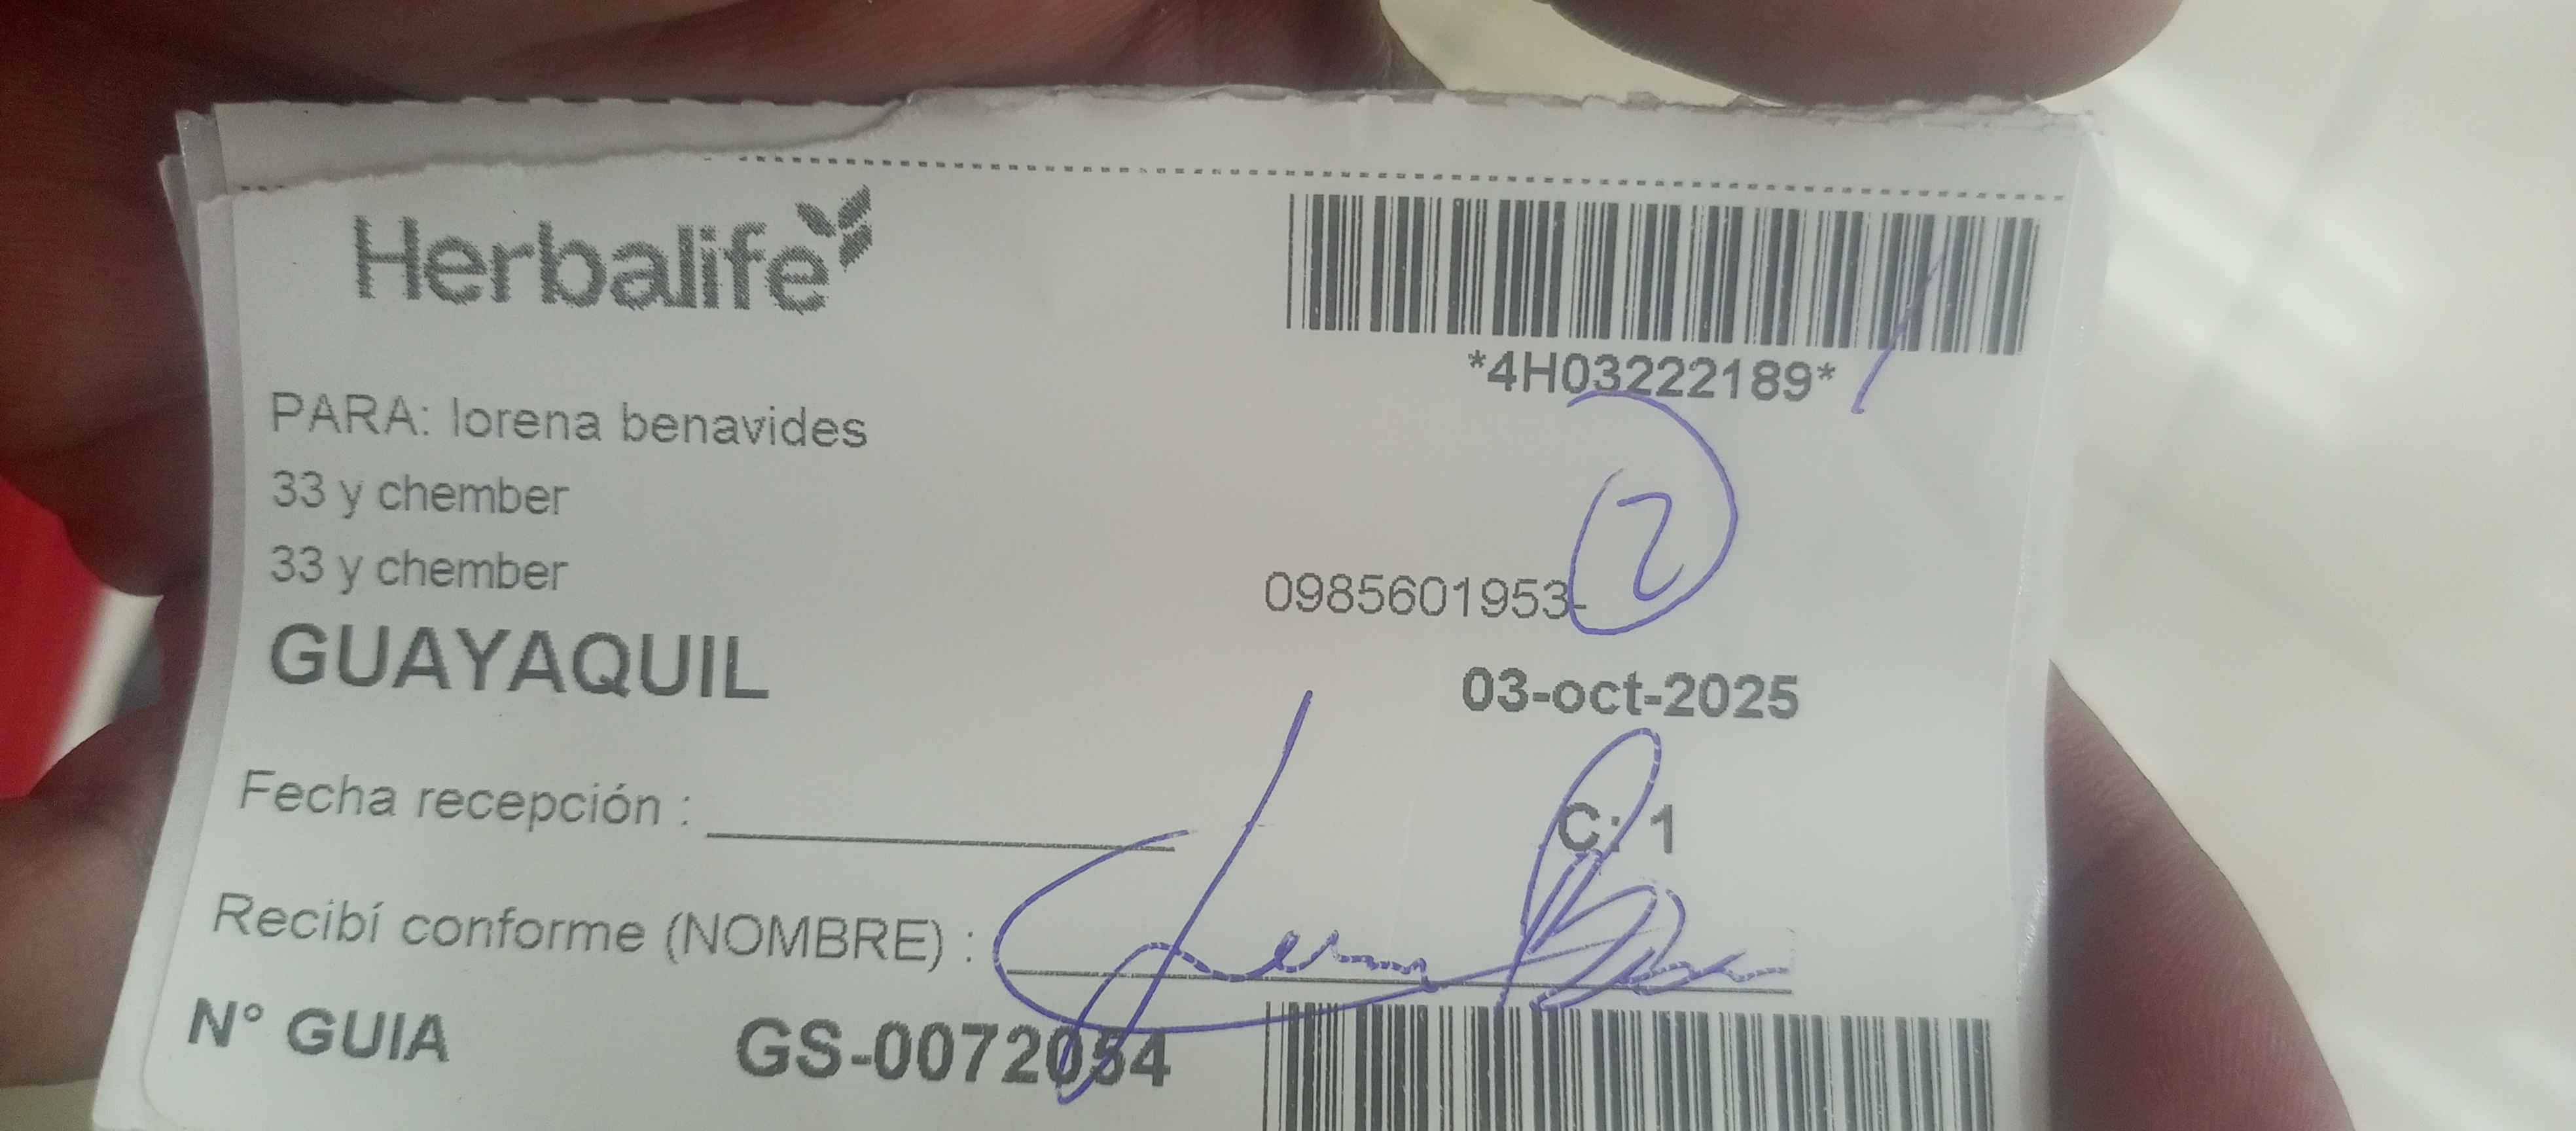 Herbalife
*4H03222189*
PARA: lorena benavides
33 y chember
2
33 y chember
0985601953-
GUAYAQUIL
03-oct-2025
Fecha recepción :
C: 1
Recibí conforme (NOMBRE) :
N° GUIA GS-0072054